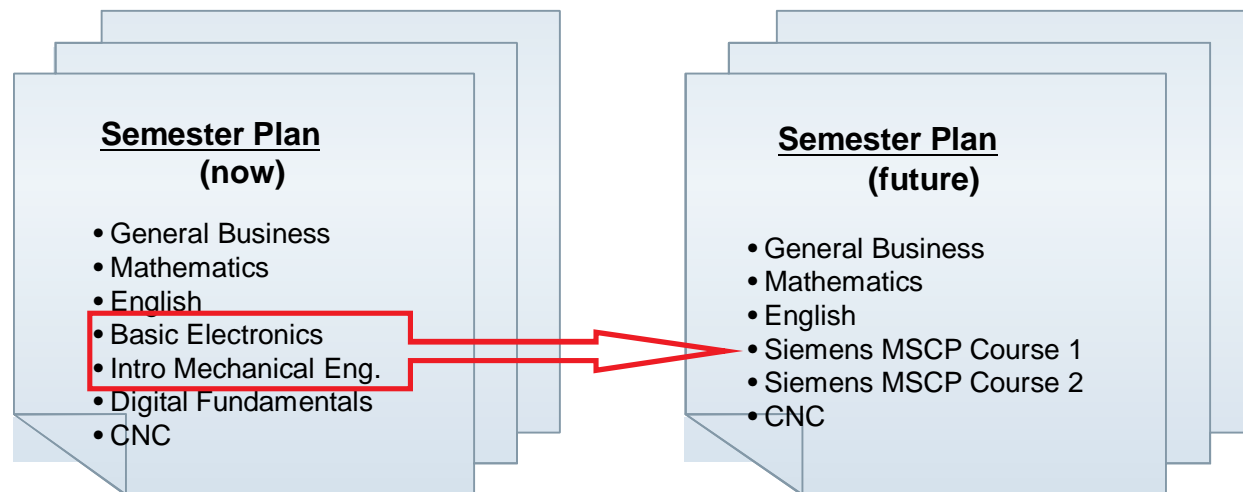 Semester Plan
(now)
• General Business
• Mathematics
• English
• Basic Electronics
• Intro Mechanical Eng.
• Digital Fundamentals
• CNC
Semester Plan
(future)
• General Business
• Mathematics
• English
• Siemens MSCP Course 1
• Siemens MSCP Course 2
• CNC